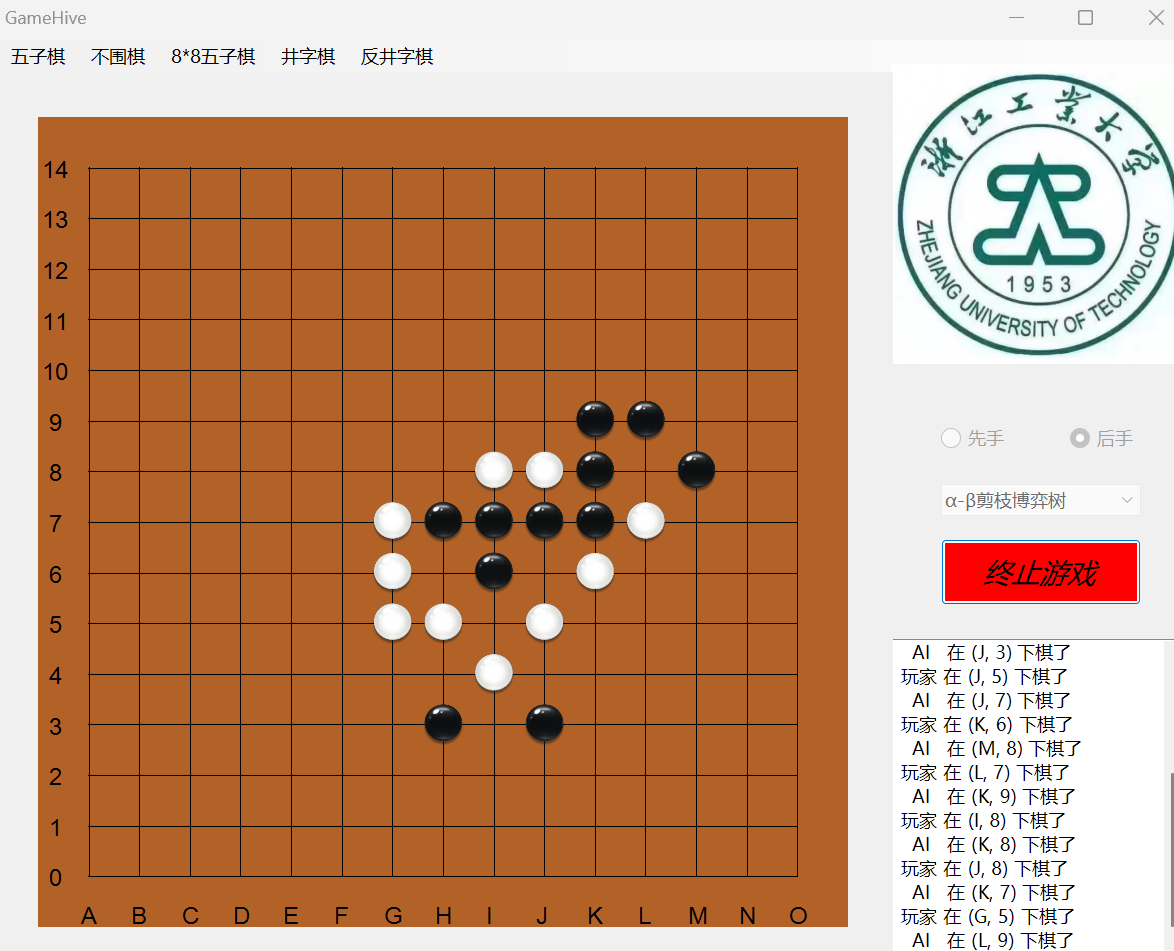 GameHive
五子棋 不围棋 8*8五子棋 井字棋 反井字棋
浙江工业大学
ZHEJIANG UNIVERSITY OF TECHNOLOGY
1953
14
13
12
11
10
9
8
7
6
5
4
3
2
1
0
A B C D E F G H I J K L M N O
先手 后手
α-β剪枝博弈树
终止游戏
AI 在 (J, 3) 下棋了
玩家 在 (J, 5) 下棋了
AI 在 (J, 7) 下棋了
玩家 在 (K, 6) 下棋了
AI 在 (M, 8) 下棋了
玩家 在 (L, 7) 下棋了
AI 在 (K, 9) 下棋了
玩家 在 (I, 8) 下棋了
AI 在 (K, 8) 下棋了
玩家 在 (J, 8) 下棋了
AI 在 (K, 7) 下棋了
玩家 在 (G, 5) 下棋了
AI 在 (L, 9) 下棋了